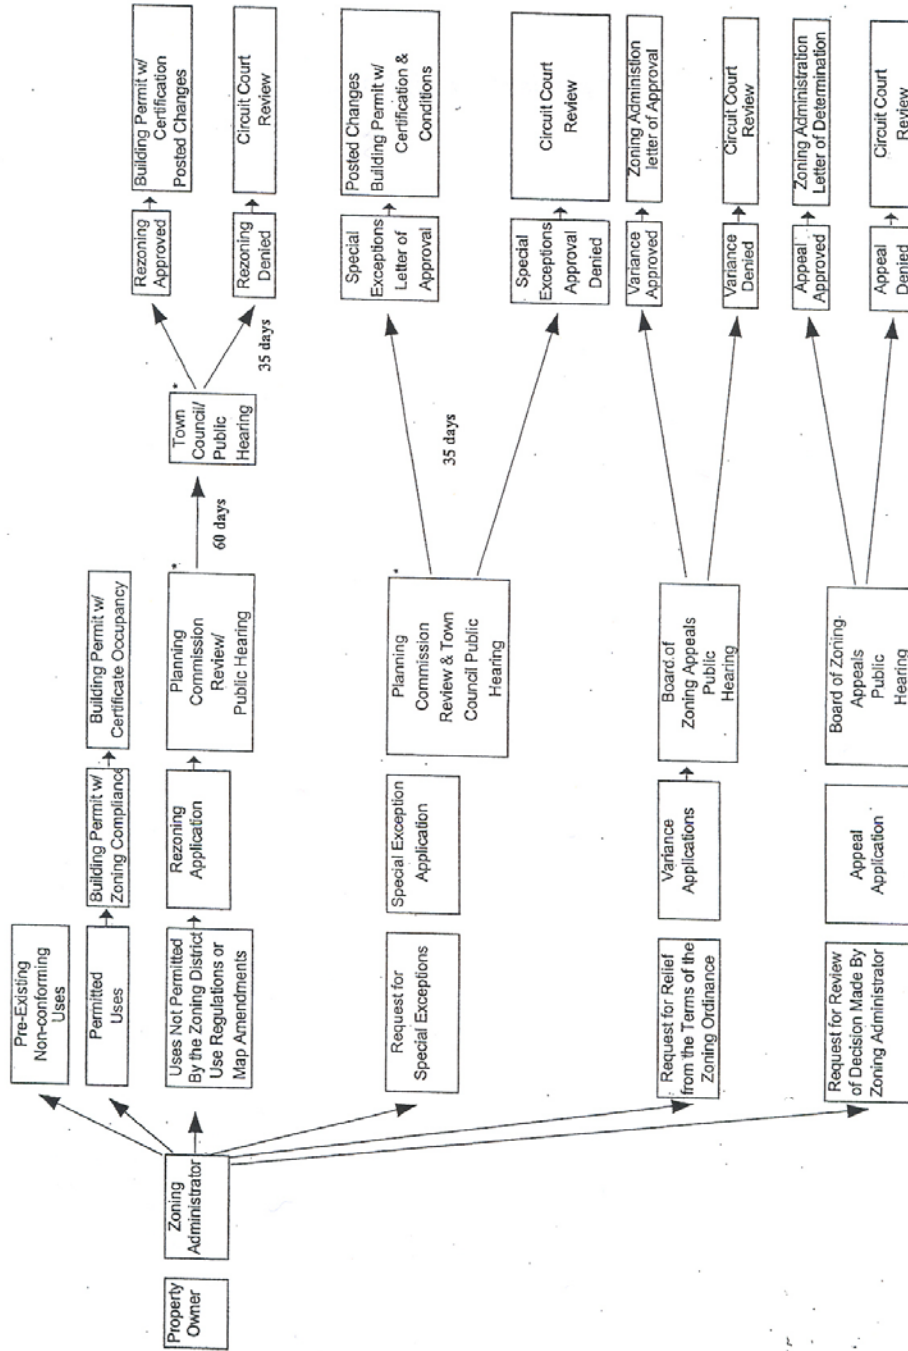 Property
Owner
Zoning
Administrator
Pre-Existing
Non-conforming
Uses
Permitted
Uses
Building Permit w/
Zoning Compliance
Building Permit w/
Certificate Occupancy
Uses Not Permitted
By the Zoning District
Use Regulations or
Map Amendments
Rezoning
Application
Planning
Commission
Review/
Public Hearing
*
60 days
Town
Council/
Public
Hearing
*
35 days
Rezoning
Approved
Building Permit w/
Certification
Posted Changes
Rezoning
Denied
Circuit Court
Review
Request for
Special Exceptions
Special Exception
Application
Planning
Commission
Review & Town
Council Public
Hearing
*
35 days
Special
Exceptions
Letter of
Approval
Posted Changes
Building Permit w/
Certification &
Conditions
Special
Exceptions
Approval
Denied
Circuit Court
Review
Request for Relief
from the Terms of the
Zoning Ordinance
Variance
Applications
Board of
Zoning Appeals
Public
Hearing
Variance
Approved
Zoning Administion
letter of Approval
Variance
Denied
Circuit Court
Review
Request for Review
of Decision Made By
Zoning Administrator
Appeal
Application
Board of Zoning
Appeals
Public
Hearing
Appeal
Approved
Zoning Administration
Letter of Determination
Appeal
Denied
Circuit Court
Review